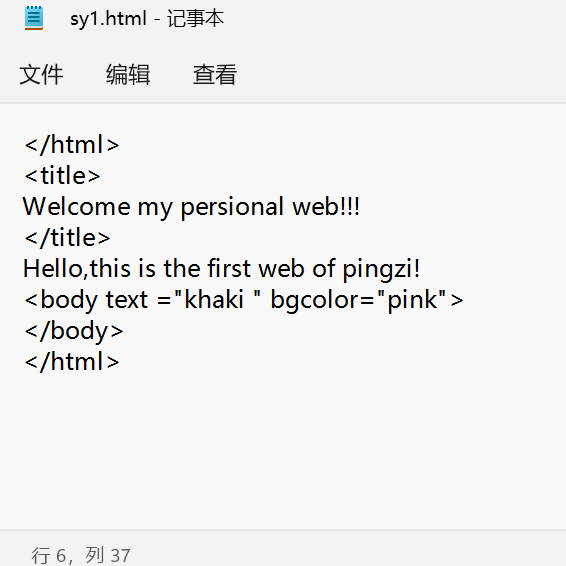 sy1.html - 记事本
文件 编辑 查看
</html>
<title>
Welcome my persional web!!!
</title>
Hello,this is the first web of pingzi!
<body text ="khaki " bgcolor="pink">
</body>
</html>
行 6，列 37